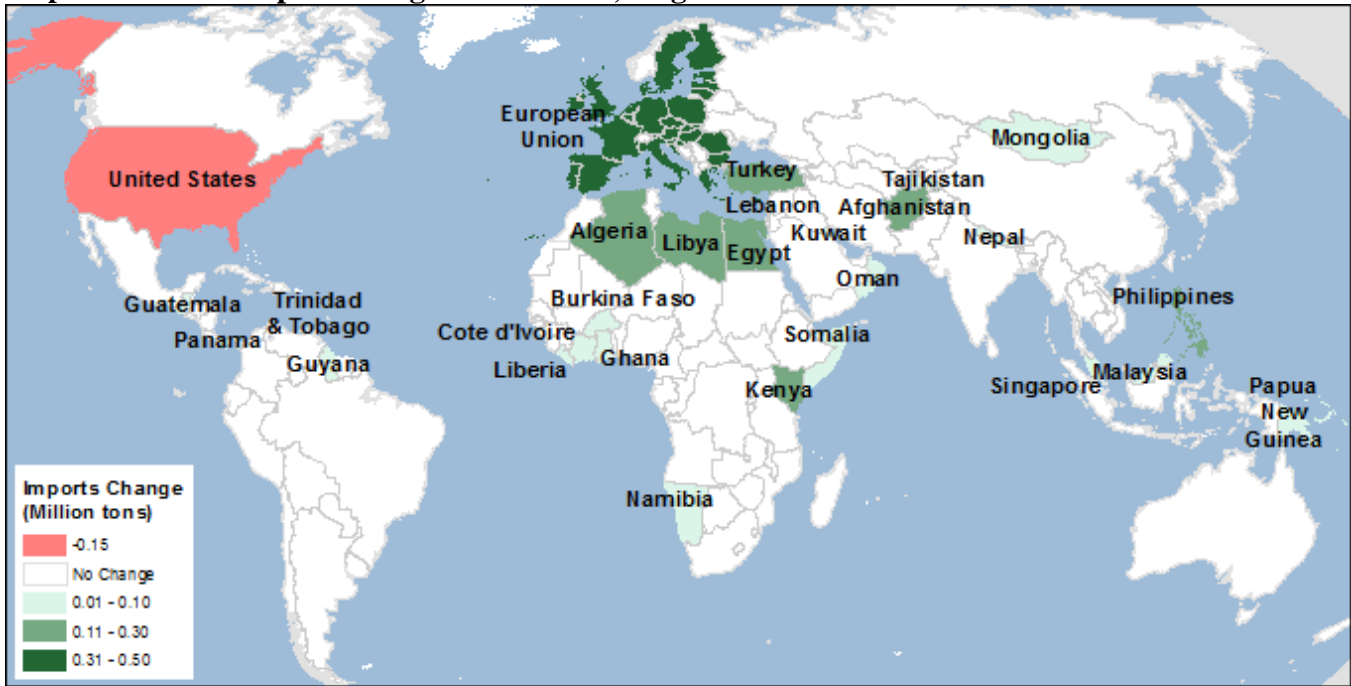 European
Union
Mongolia
United States
Turkey
Tajikistan
Lebanon
Afghanistan
Algeria
Libya
Egypt
Kuwait
Nepal
Oman
Guatemala
Trinidad
& Tobago
Burkina Faso
Philippines
Panama
Cote d'Ivoire
Somalia
Guyana
Liberia
Ghana
Kenya
Singapore
Malaysia
Papua
New
Guinea
Namibia
Imports Change
(Million tons)
-0.15
No Change
0.01 - 0.10
0.11 - 0.30
0.31 - 0.50